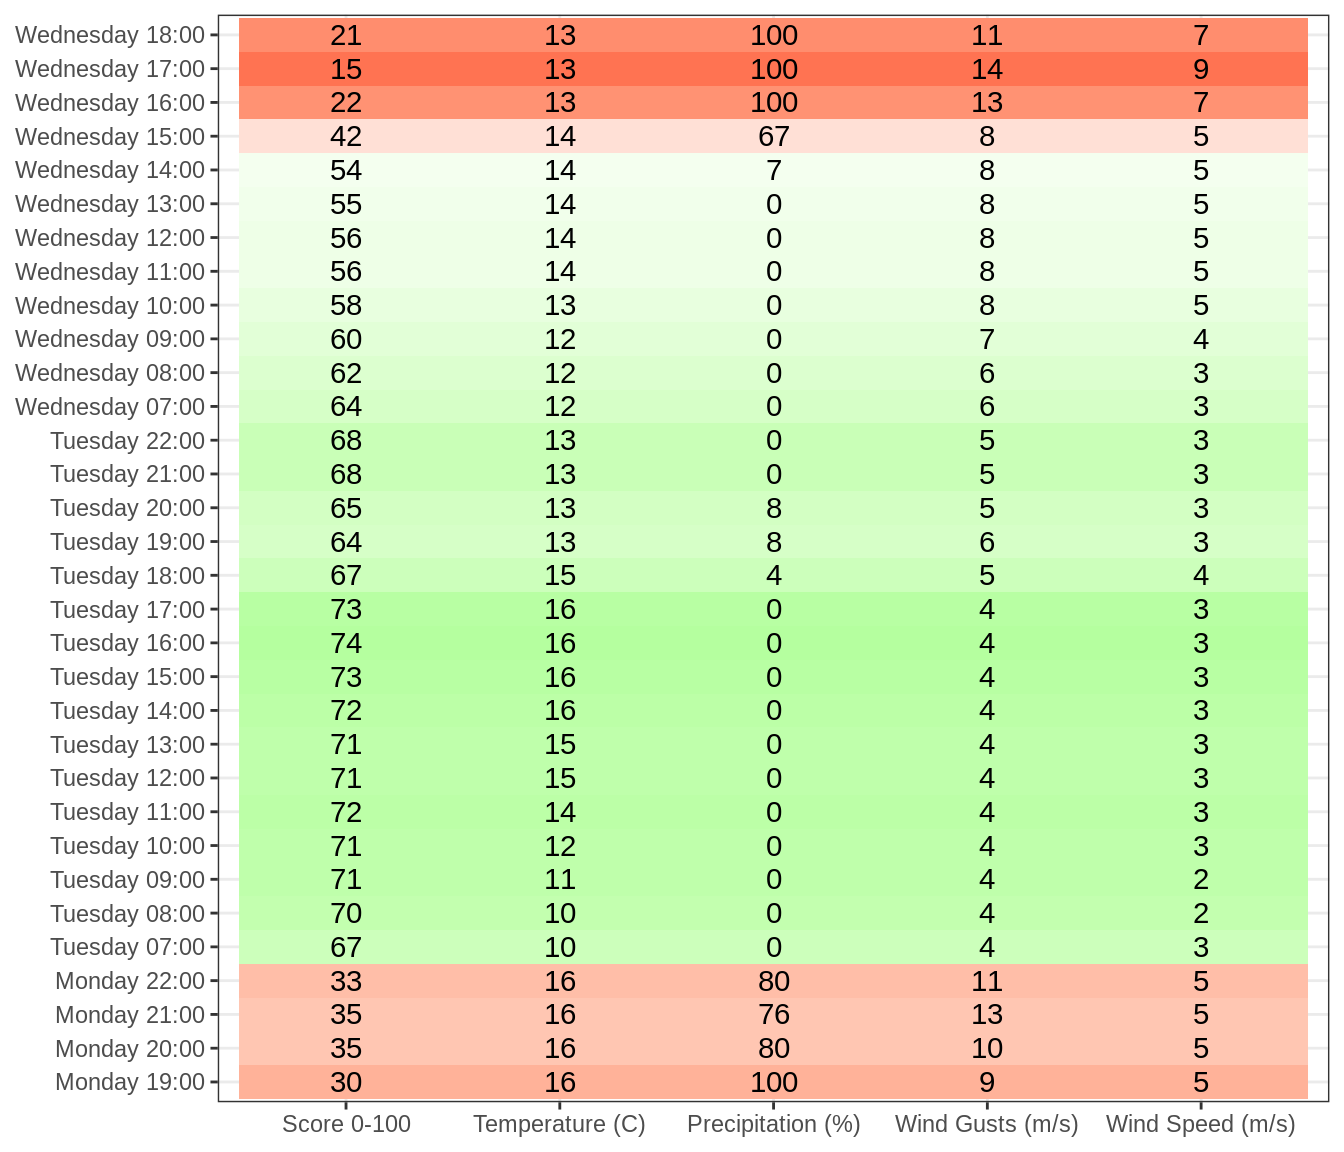 Wednesday 18:00 21 13 100 11 7
Wednesday 17:00 15 13 100 14 9
Wednesday 16:00 22 13 100 13 7
Wednesday 15:00 42 14 67 8 5
Wednesday 14:00 54 14 7 8 5
Wednesday 13:00 55 14 0 8 5
Wednesday 12:00 56 14 0 8 5
Wednesday 11:00 56 14 0 8 5
Wednesday 10:00 58 13 0 8 5
Wednesday 09:00 60 12 0 7 4
Wednesday 08:00 62 12 0 6 3
Wednesday 07:00 64 12 0 6 3
Tuesday 22:00 68 13 0 5 3
Tuesday 21:00 68 13 0 5 3
Tuesday 20:00 65 13 8 5 3
Tuesday 19:00 64 13 8 6 3
Tuesday 18:00 67 15 4 5 4
Tuesday 17:00 73 16 0 4 3
Tuesday 16:00 74 16 0 4 3
Tuesday 15:00 73 16 0 4 3
Tuesday 14:00 72 16 0 4 3
Tuesday 13:00 71 15 0 4 3
Tuesday 12:00 71 15 0 4 3
Tuesday 11:00 72 14 0 4 3
Tuesday 10:00 71 12 0 4 3
Tuesday 09:00 71 11 0 4 2
Tuesday 08:00 70 10 0 4 2
Tuesday 07:00 67 10 0 4 3
Monday 22:00 33 16 80 11 5
Monday 21:00 35 16 76 13 5
Monday 20:00 35 16 80 10 5
Monday 19:00 30 16 100 9 5
Score 0-100 Temperature (C) Precipitation (%) Wind Gusts (m/s) Wind Speed (m/s)